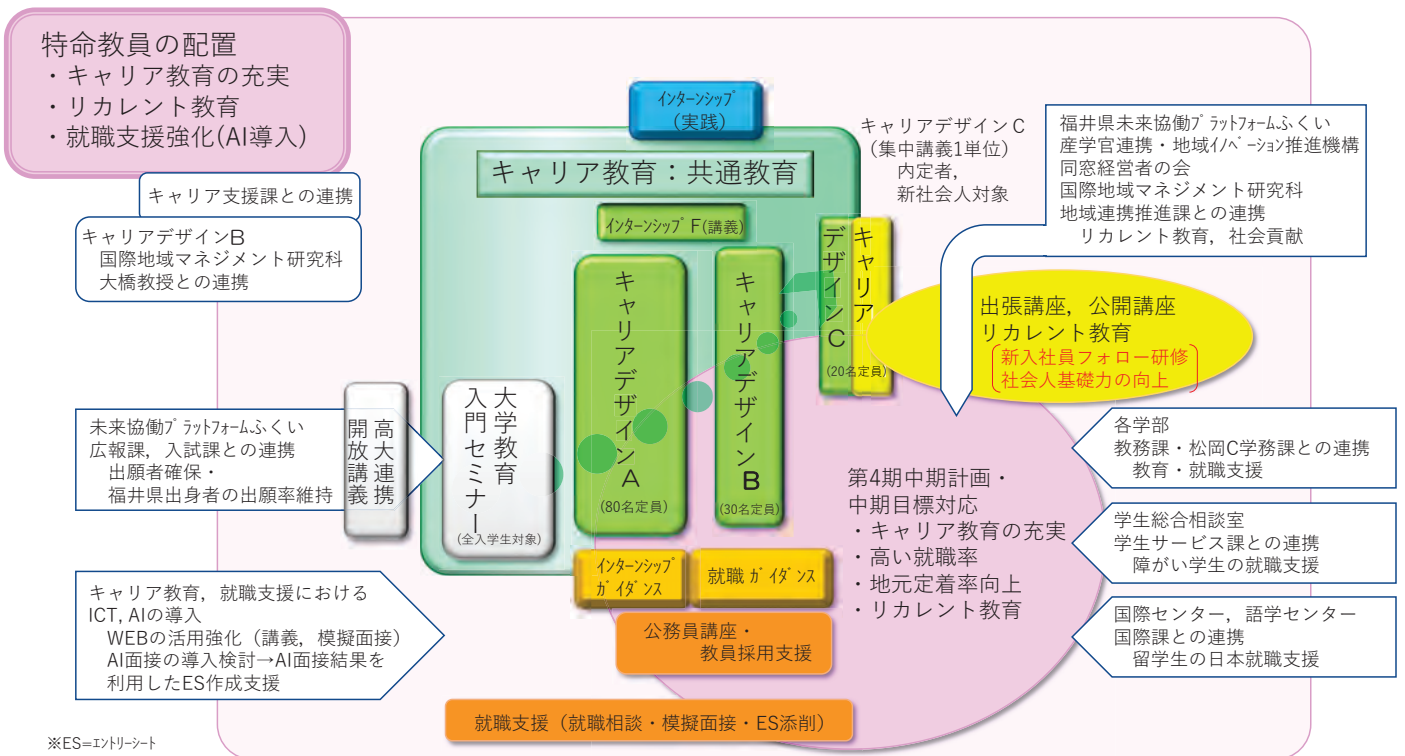 特命教員の配置
・キャリア教育の充実
・リカレント教育
・就職支援強化(AI導入)
キャリア支援課との連携
キャリアデザインB
国際地域マネジメント研究科
大橋教授との連携
インターンシップ
(実践)
キャリア教育：共通教育
インターンシップF(講義)
キャリアデザインC
(集中講義1単位)
内定者，
新社会人対象
福井県未来協働プラットフォームふくい
産学官連携・地域イノベーション推進機構
同窓経営者の会
国際地域マネジメント研究科
地域連携推進課との連携
リカレント教育，社会貢献
キャリア
デザインC
(20名定員)
出張講座，公開講座
リカレント教育
新入社員フォロー研修
社会人基礎力の向上
未来協働プラットフォームふくい
広報課，入試課との連携
出願者確保・
福井県出身者の出願率維持
高大連携
開放講義
大学教育
入門セミナー
(全入学生対象)
キャリアデザインA
(80名定員)
キャリアデザインB
(30名定員)
第4期中期計画・
中期目標対応
・キャリア教育の充実
・高い就職率
・地元定着率向上
・リカレント教育
各学部
教務課・松岡C学務課との連携
教育・就職支援
学生総合相談室
学生サービス課との連携
障がい学生の就職支援
国際センター，語学センター
国際課との連携
留学生の日本就職支援
キャリア教育，就職支援における
ICT, AIの導入
WEBの活用強化（講義，模擬面接）
AI面接の導入検討→AI面接結果を
利用したES作成支援
インターンシップ
ガイダンス
就職ガイダンス
公務員講座・
教員採用支援
就職支援（就職相談・模擬面接・ES添削）
※ES=エントリーシート